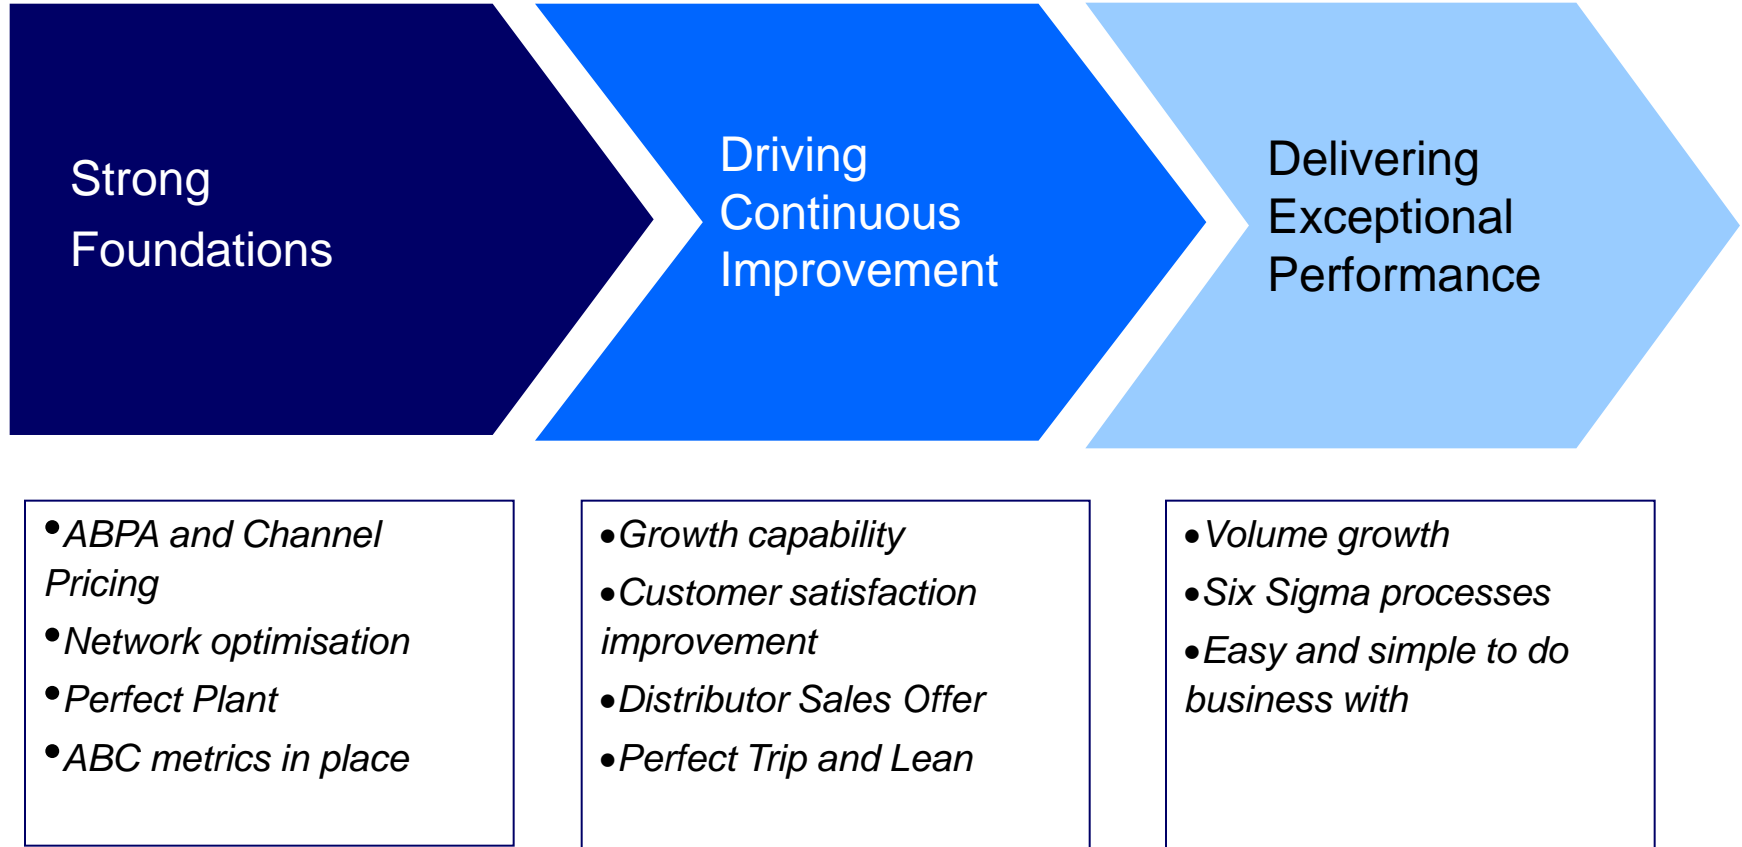 Strong
Foundations
Driving
Continuous
Improvement
Delivering
Exceptional
Performance
•ABPA and Channel
Pricing
•Network optimisation
•Perfect Plant
•ABC metrics in place
•Growth capability
•Customer satisfaction
improvement
•Distributor Sales Offer
•Perfect Trip and Lean
•Volume growth
•Six Sigma processes
•Easy and simple to do
business with